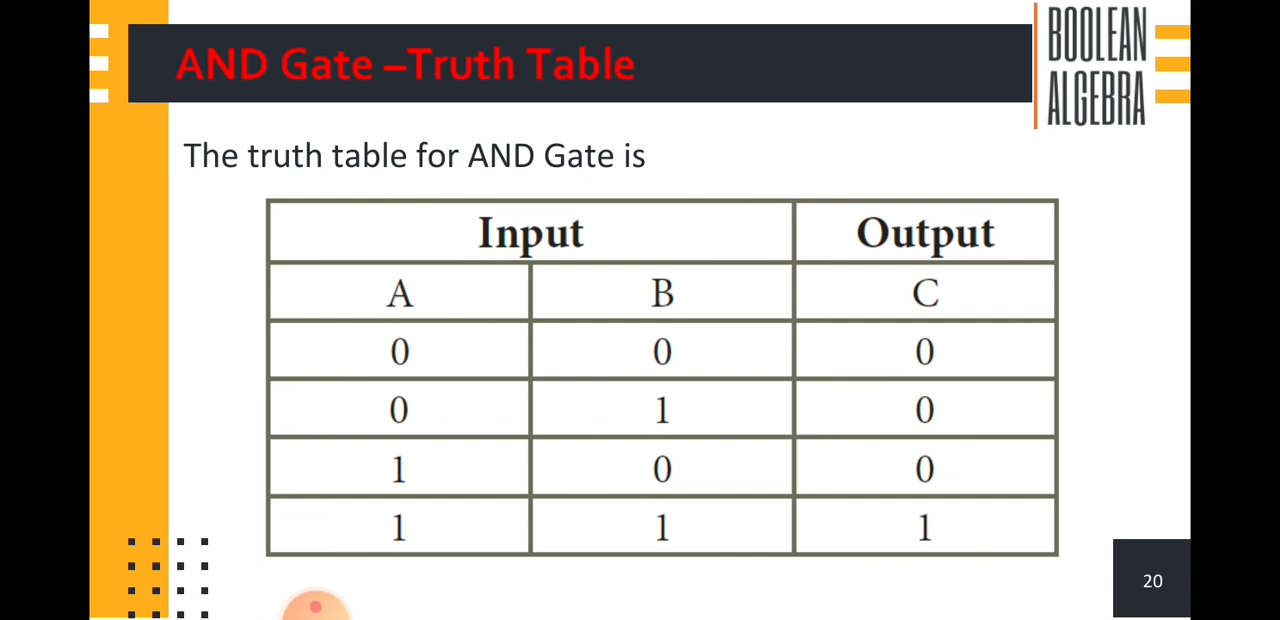 AND Gate –Truth Table
BOOLEAN
ALGEBRA
The truth table for AND Gate is
Input Output
A B C
0 0 0
0 1 0
1 0 0
1 1 1
20